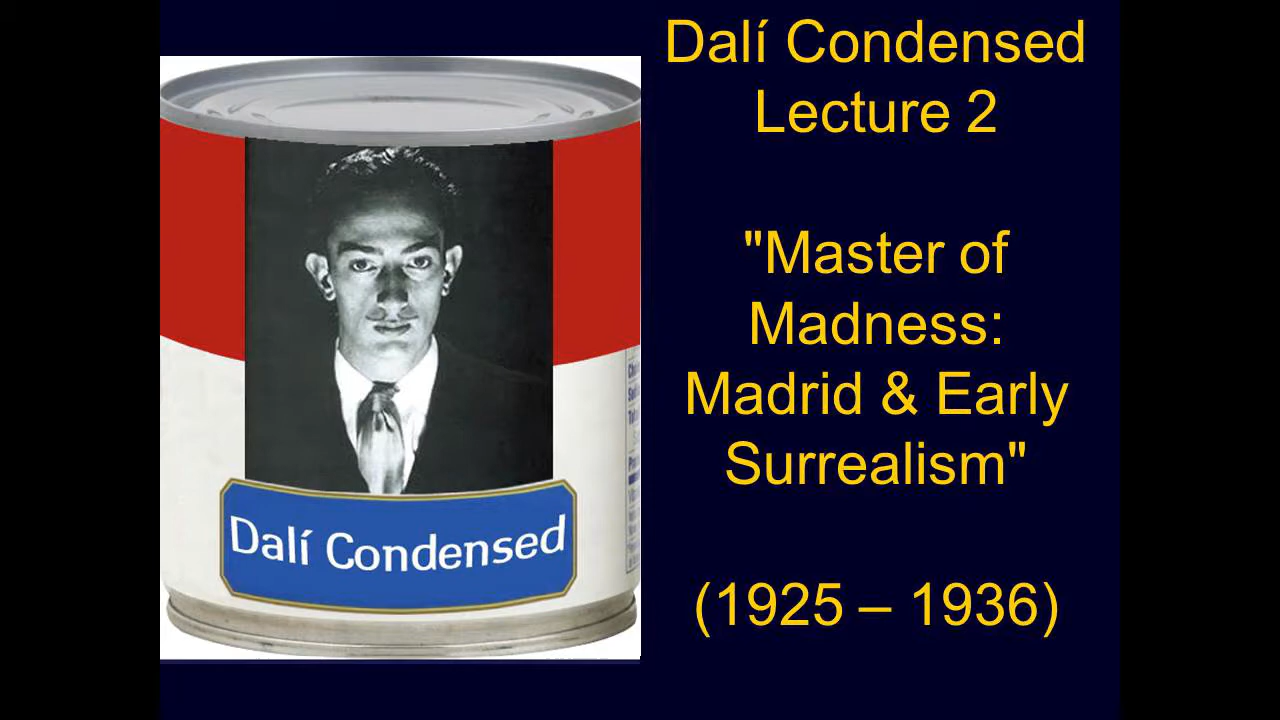 Dalí Condensed
Lecture 2
"Master of
Madness:
Madrid & Early
Surrealism"
(1925 – 1936)
Dalí Condensed